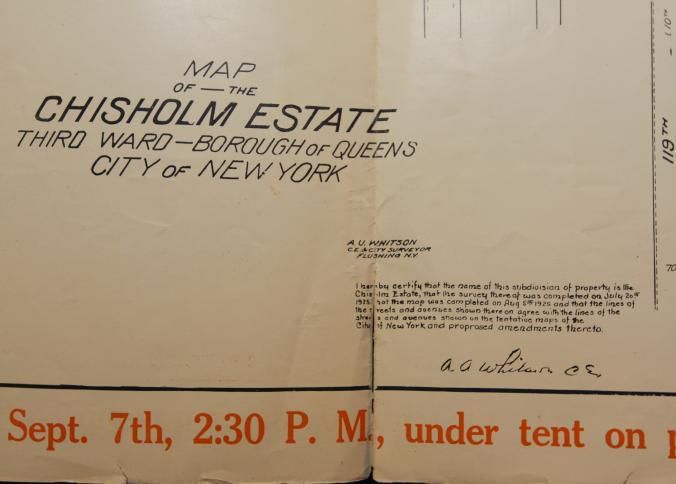 MAP
OF — THE
CHISHOLM ESTATE
THIRD WARD — BOROUGH OF QUEENS
CITY OF NEW YORK
A. U. WHITSON
C.E. & CITY SURVEYOR
FLUSHING N.Y.
I hereby certify that the name of this subdivision of property is the
Chisholm Estate, that the survey thereof was completed on July 20th
1925, that the map was completed on Aug 5th 1925 and that the lines of
the streets and avenues shown thereon agree with the lines of the
streets and avenues shown on the tentative maps of the
City of New York and proposed amendments thereto.
A U Whitson C E
Sept. 7th, 2:30 P. M., under tent on p
119TH
70